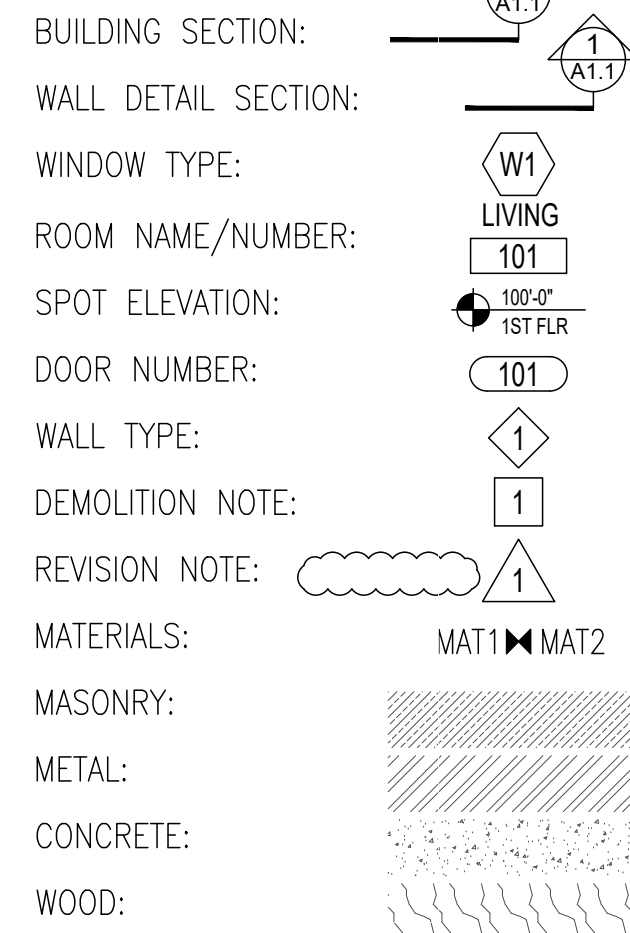 A1.1
BUILDING SECTION:
1
A1.1
WALL DETAIL SECTION:
WINDOW TYPE: W1
LIVING
ROOM NAME/NUMBER: 101
SPOT ELEVATION: 100'-0"
1ST FLR
DOOR NUMBER: 101
WALL TYPE: 1
DEMOLITION NOTE: 1
REVISION NOTE: 1
MATERIALS: MAT1 MAT2
MASONRY:
METAL:
CONCRETE:
WOOD: